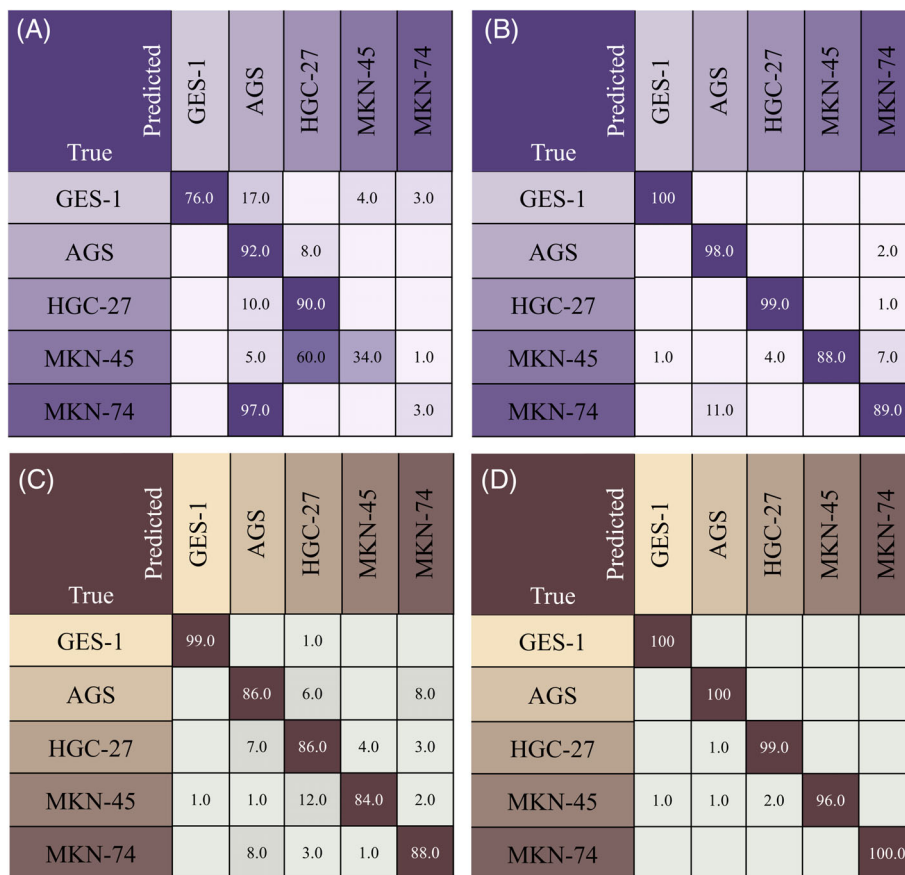 (A)
Predicted
True
GES-1 AGS HGC-27 MKN-45 MKN-74
GES-1 76.0 17.0 4.0 3.0
AGS 92.0 8.0
HGC-27 10.0 90.0
MKN-45 5.0 60.0 34.0 1.0
MKN-74 97.0 3.0
(B)
Predicted
True
GES-1 AGS HGC-27 MKN-45 MKN-74
GES-1 100
AGS 98.0 2.0
HGC-27 99.0 1.0
MKN-45 1.0 4.0 88.0 7.0
MKN-74 11.0 89.0
(C)
Predicted
True
GES-1 AGS HGC-27 MKN-45 MKN-74
GES-1 99.0 1.0
AGS 86.0 6.0 8.0
HGC-27 7.0 86.0 4.0 3.0
MKN-45 1.0 1.0 12.0 84.0 2.0
MKN-74 8.0 3.0 1.0 88.0
(D)
Predicted
True
GES-1 AGS HGC-27 MKN-45 MKN-74
GES-1 100
AGS 100
HGC-27 1.0 99.0
MKN-45 1.0 1.0 2.0 96.0
MKN-74 100.0